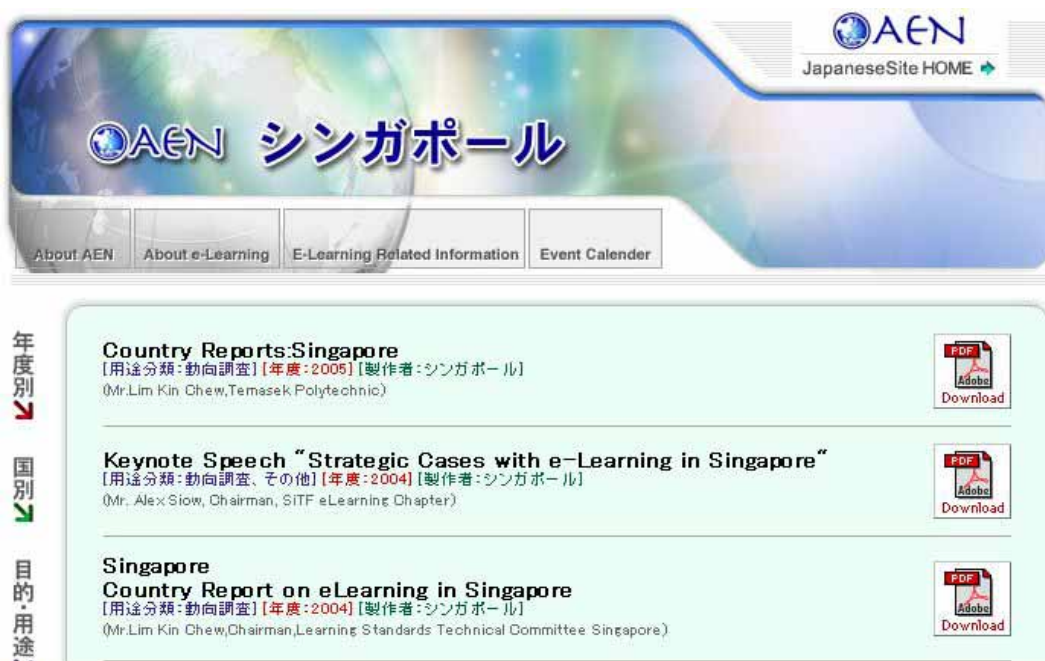 AEN
JapaneseSite HOME
AEN シンガポール
About AEN
About e-Learning
E-Learning Related Information
Event Calender
年度別
国別
目的・用途
Country Reports:Singapore
[用途分類:動向調査] [年度:2005] [製作者:シンガポール]
(Mr.Lim Kin Chew,Temasek Polytechnic)
PDF
Adobe
Download
Keynote Speech "Strategic Cases with e-Learning in Singapore"
[用途分類:動向調査、その他] [年度:2004] [製作者:シンガポール]
(Mr. Alex Siow, Chairman, SiTF eLearning Chapter)
PDF
Adobe
Download
Singapore
Country Report on eLearning in Singapore
[用途分類:動向調査] [年度:2004] [製作者:シンガポール]
(Mr.Lim Kin Chew,Chairman,Learning Standards Technical Committee Singapore)
PDF
Adobe
Download